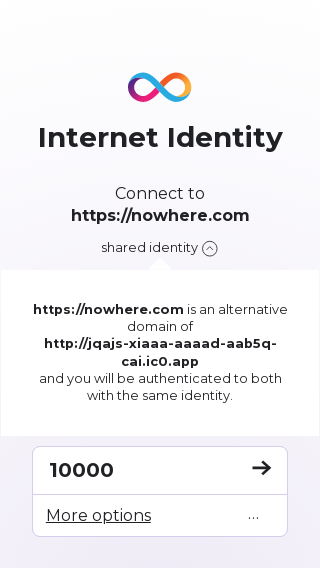 Internet Identity
Connect to
https://nowhere.com
shared identity
https://nowhere.com is an alternative
domain of
http://jqajs-xiaaa-aaaad-aab5q-
cai.ic0.app
and you will be authenticated to both
with the same identity.
10000
More options ...